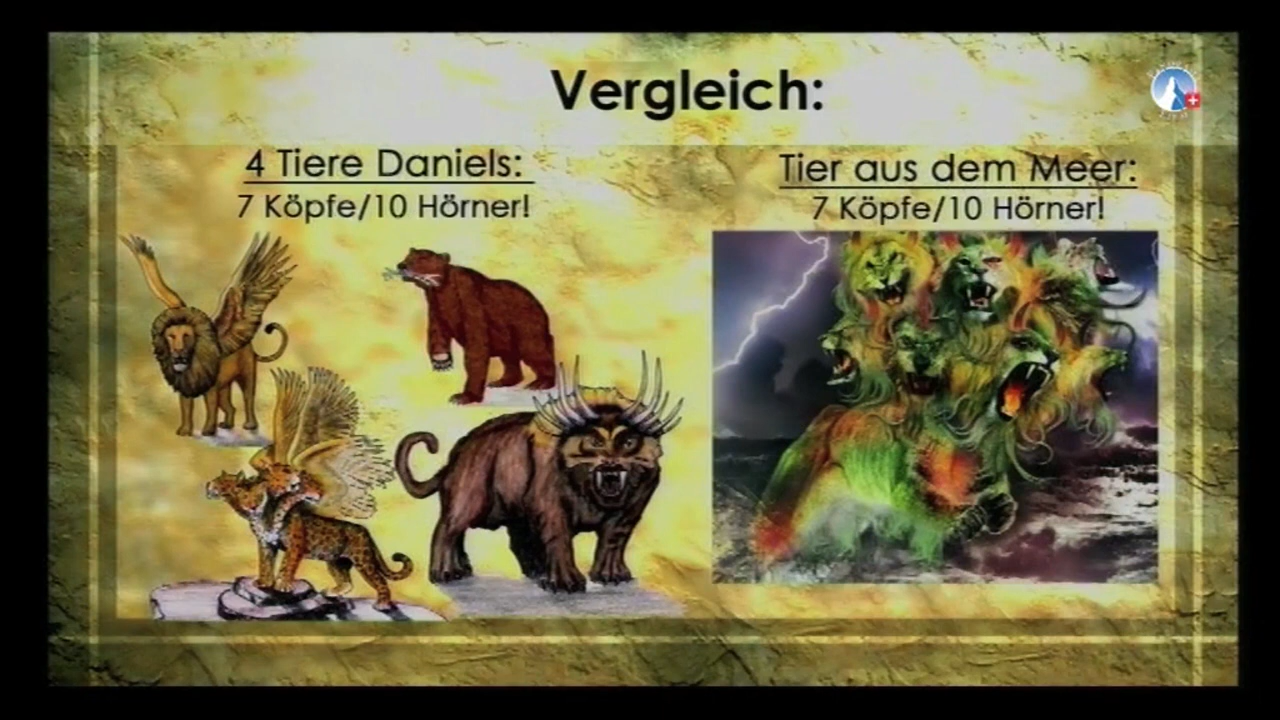 Vergleich:
4 Tiere Daniels:
7 Köpfe/10 Hörner!
Tier aus dem Meer:
7 Köpfe/10 Hörner!